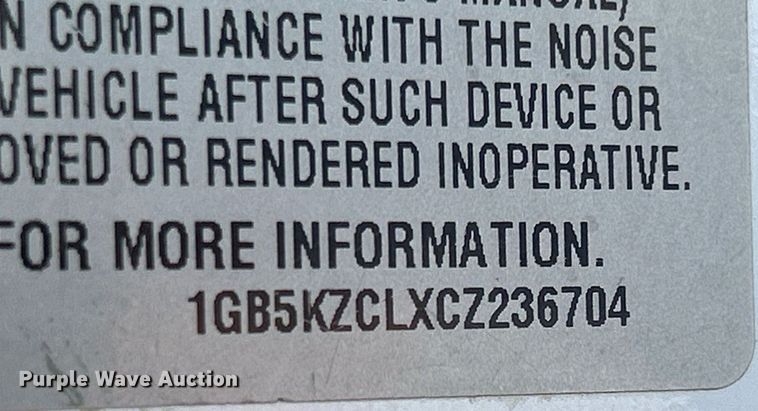 MANUAL,
N COMPLIANCE WITH THE NOISE
VEHICLE AFTER SUCH DEVICE OR
OVED OR RENDERED INOPERATIVE.
FOR MORE INFORMATION.
1GB5KZCLXCZ236704
Purple Wave Auction